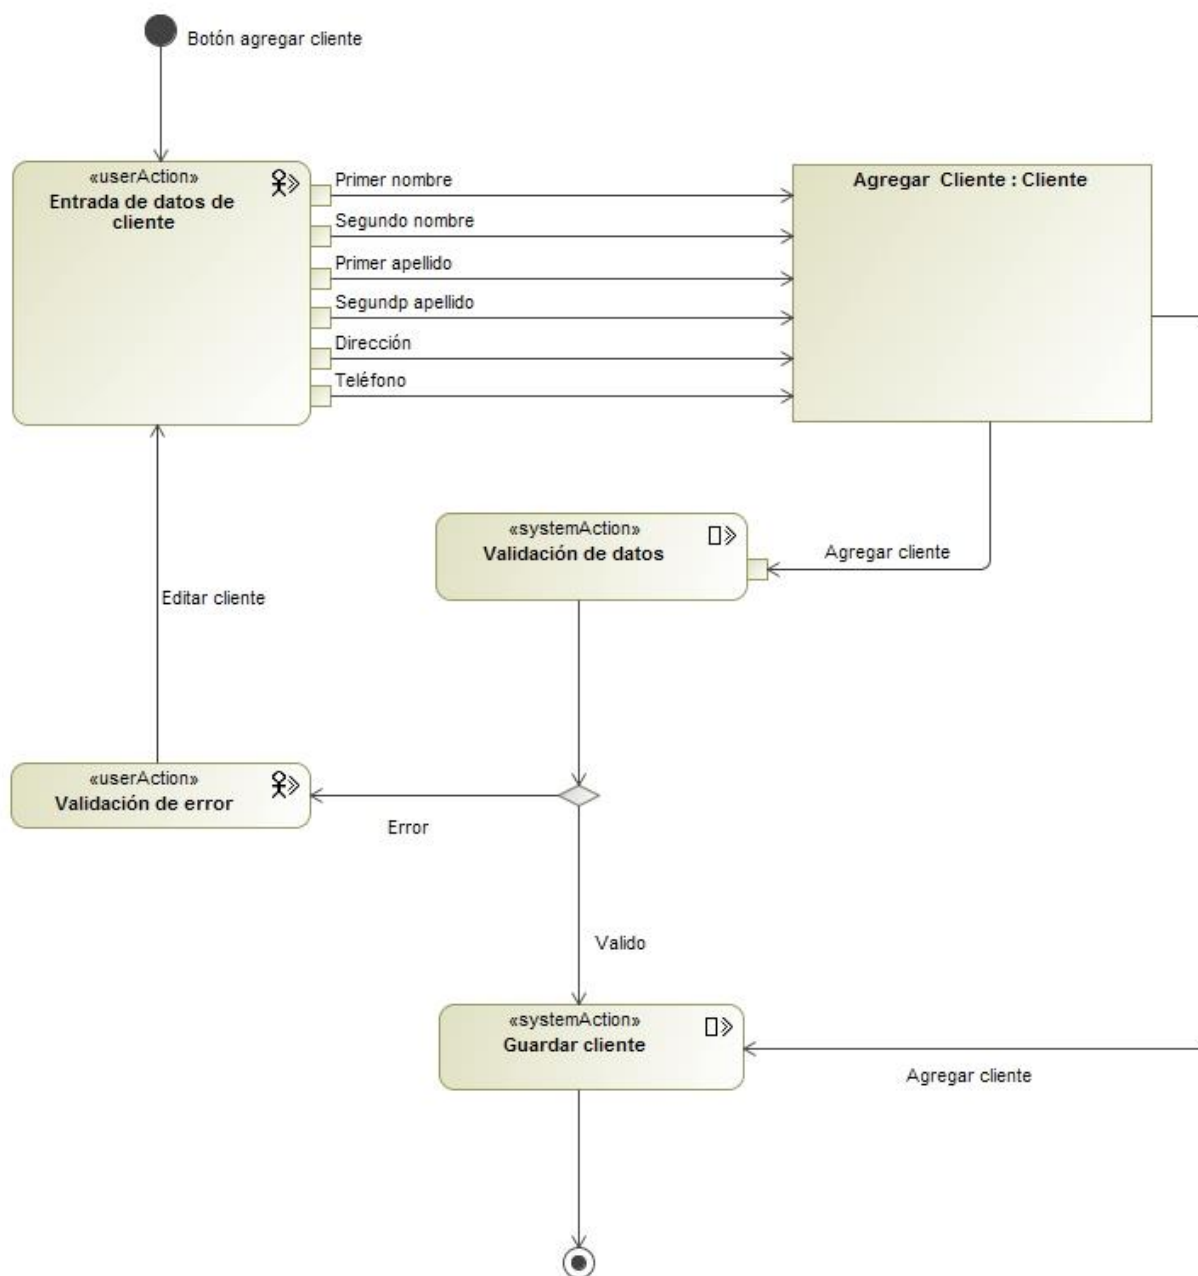 Botón agregar cliente
«userAction»
Entrada de datos de
cliente
Primer nombre
Segundo nombre
Primer apellido
Segundp apellido
Dirección
Teléfono
Agregar Cliente : Cliente
«systemAction»
Validación de datos
Agregar cliente
Editar cliente
«userAction»
Validación de error
Error
Valido
«systemAction»
Guardar cliente
Agregar cliente